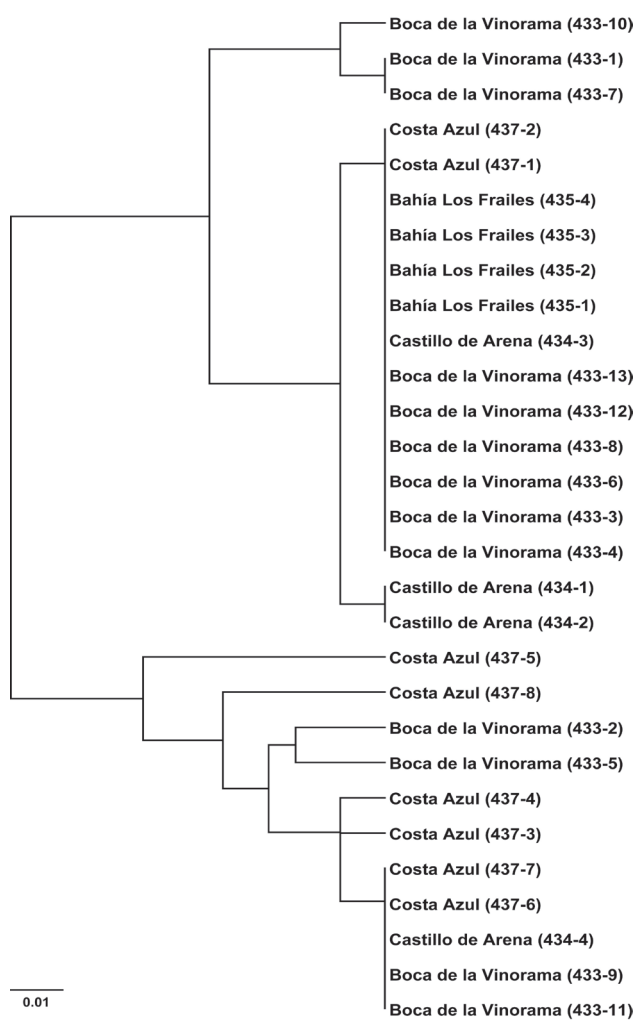 Boca de la Vinorama (433-10)
Boca de la Vinorama (433-1)
Boca de la Vinorama (433-7)
Costa Azul (437-2)
Costa Azul (437-1)
Bahía Los Frailes (435-4)
Bahía Los Frailes (435-3)
Bahía Los Frailes (435-2)
Bahía Los Frailes (435-1)
Castillo de Arena (434-3)
Boca de la Vinorama (433-13)
Boca de la Vinorama (433-12)
Boca de la Vinorama (433-8)
Boca de la Vinorama (433-6)
Boca de la Vinorama (433-3)
Boca de la Vinorama (433-4)
Castillo de Arena (434-1)
Castillo de Arena (434-2)
Costa Azul (437-5)
Costa Azul (437-8)
Boca de la Vinorama (433-2)
Boca de la Vinorama (433-5)
Costa Azul (437-4)
Costa Azul (437-3)
Costa Azul (437-7)
Costa Azul (437-6)
Castillo de Arena (434-4)
Boca de la Vinorama (433-9)
Boca de la Vinorama (433-11)
0.01